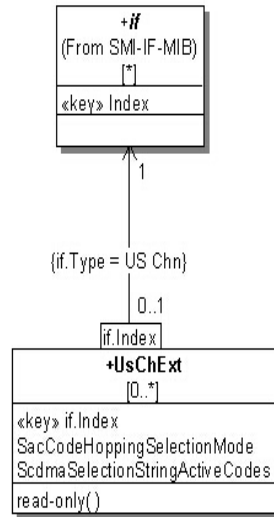 +if
(From SMI-IF-MIB)
[*]
«key» Index
1
{if.Type = US Chn}
0..1
if.Index
+UsChExt
[0..*]
«key» if.Index
SacCodeHoppingSelectionMode
ScdmaSelectionStringActiveCodes
read-only()